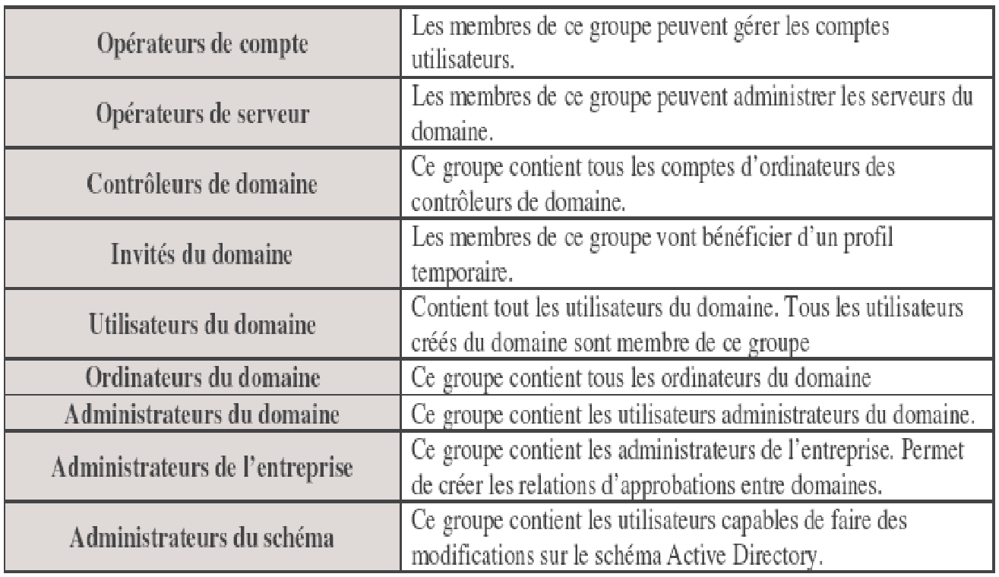 Opérateurs de compte
Les membres de ce groupe peuvent gérer les comptes
utilisateurs.
Opérateurs de serveur
Les membres de ce groupe peuvent administrer les serveurs du
domaine.
Contrôleurs de domaine
Ce groupe contient tous les comptes d'ordinateurs des
contrôleurs de domaine.
Invités du domaine
Les membres de ce groupe vont bénéficier d'un profil
temporaire.
Utilisateurs du domaine
Contient tout les utilisateurs du domaine. Tous les utilisateurs
créés du domaine sont membre de ce groupe
Ordinateurs du domaine
Ce groupe contient tous les ordinateurs du domaine
Administrateurs du domaine
Ce groupe contient les utilisateurs administrateurs du domaine.
Administrateurs de l'entreprise
Ce groupe contient les administrateurs de l'entreprise. Permet
de créer les relations d'approbations entre domaines.
Administrateurs du schéma
Ce groupe contient les utilisateurs capables de faire des
modifications sur le schéma Active Directory.